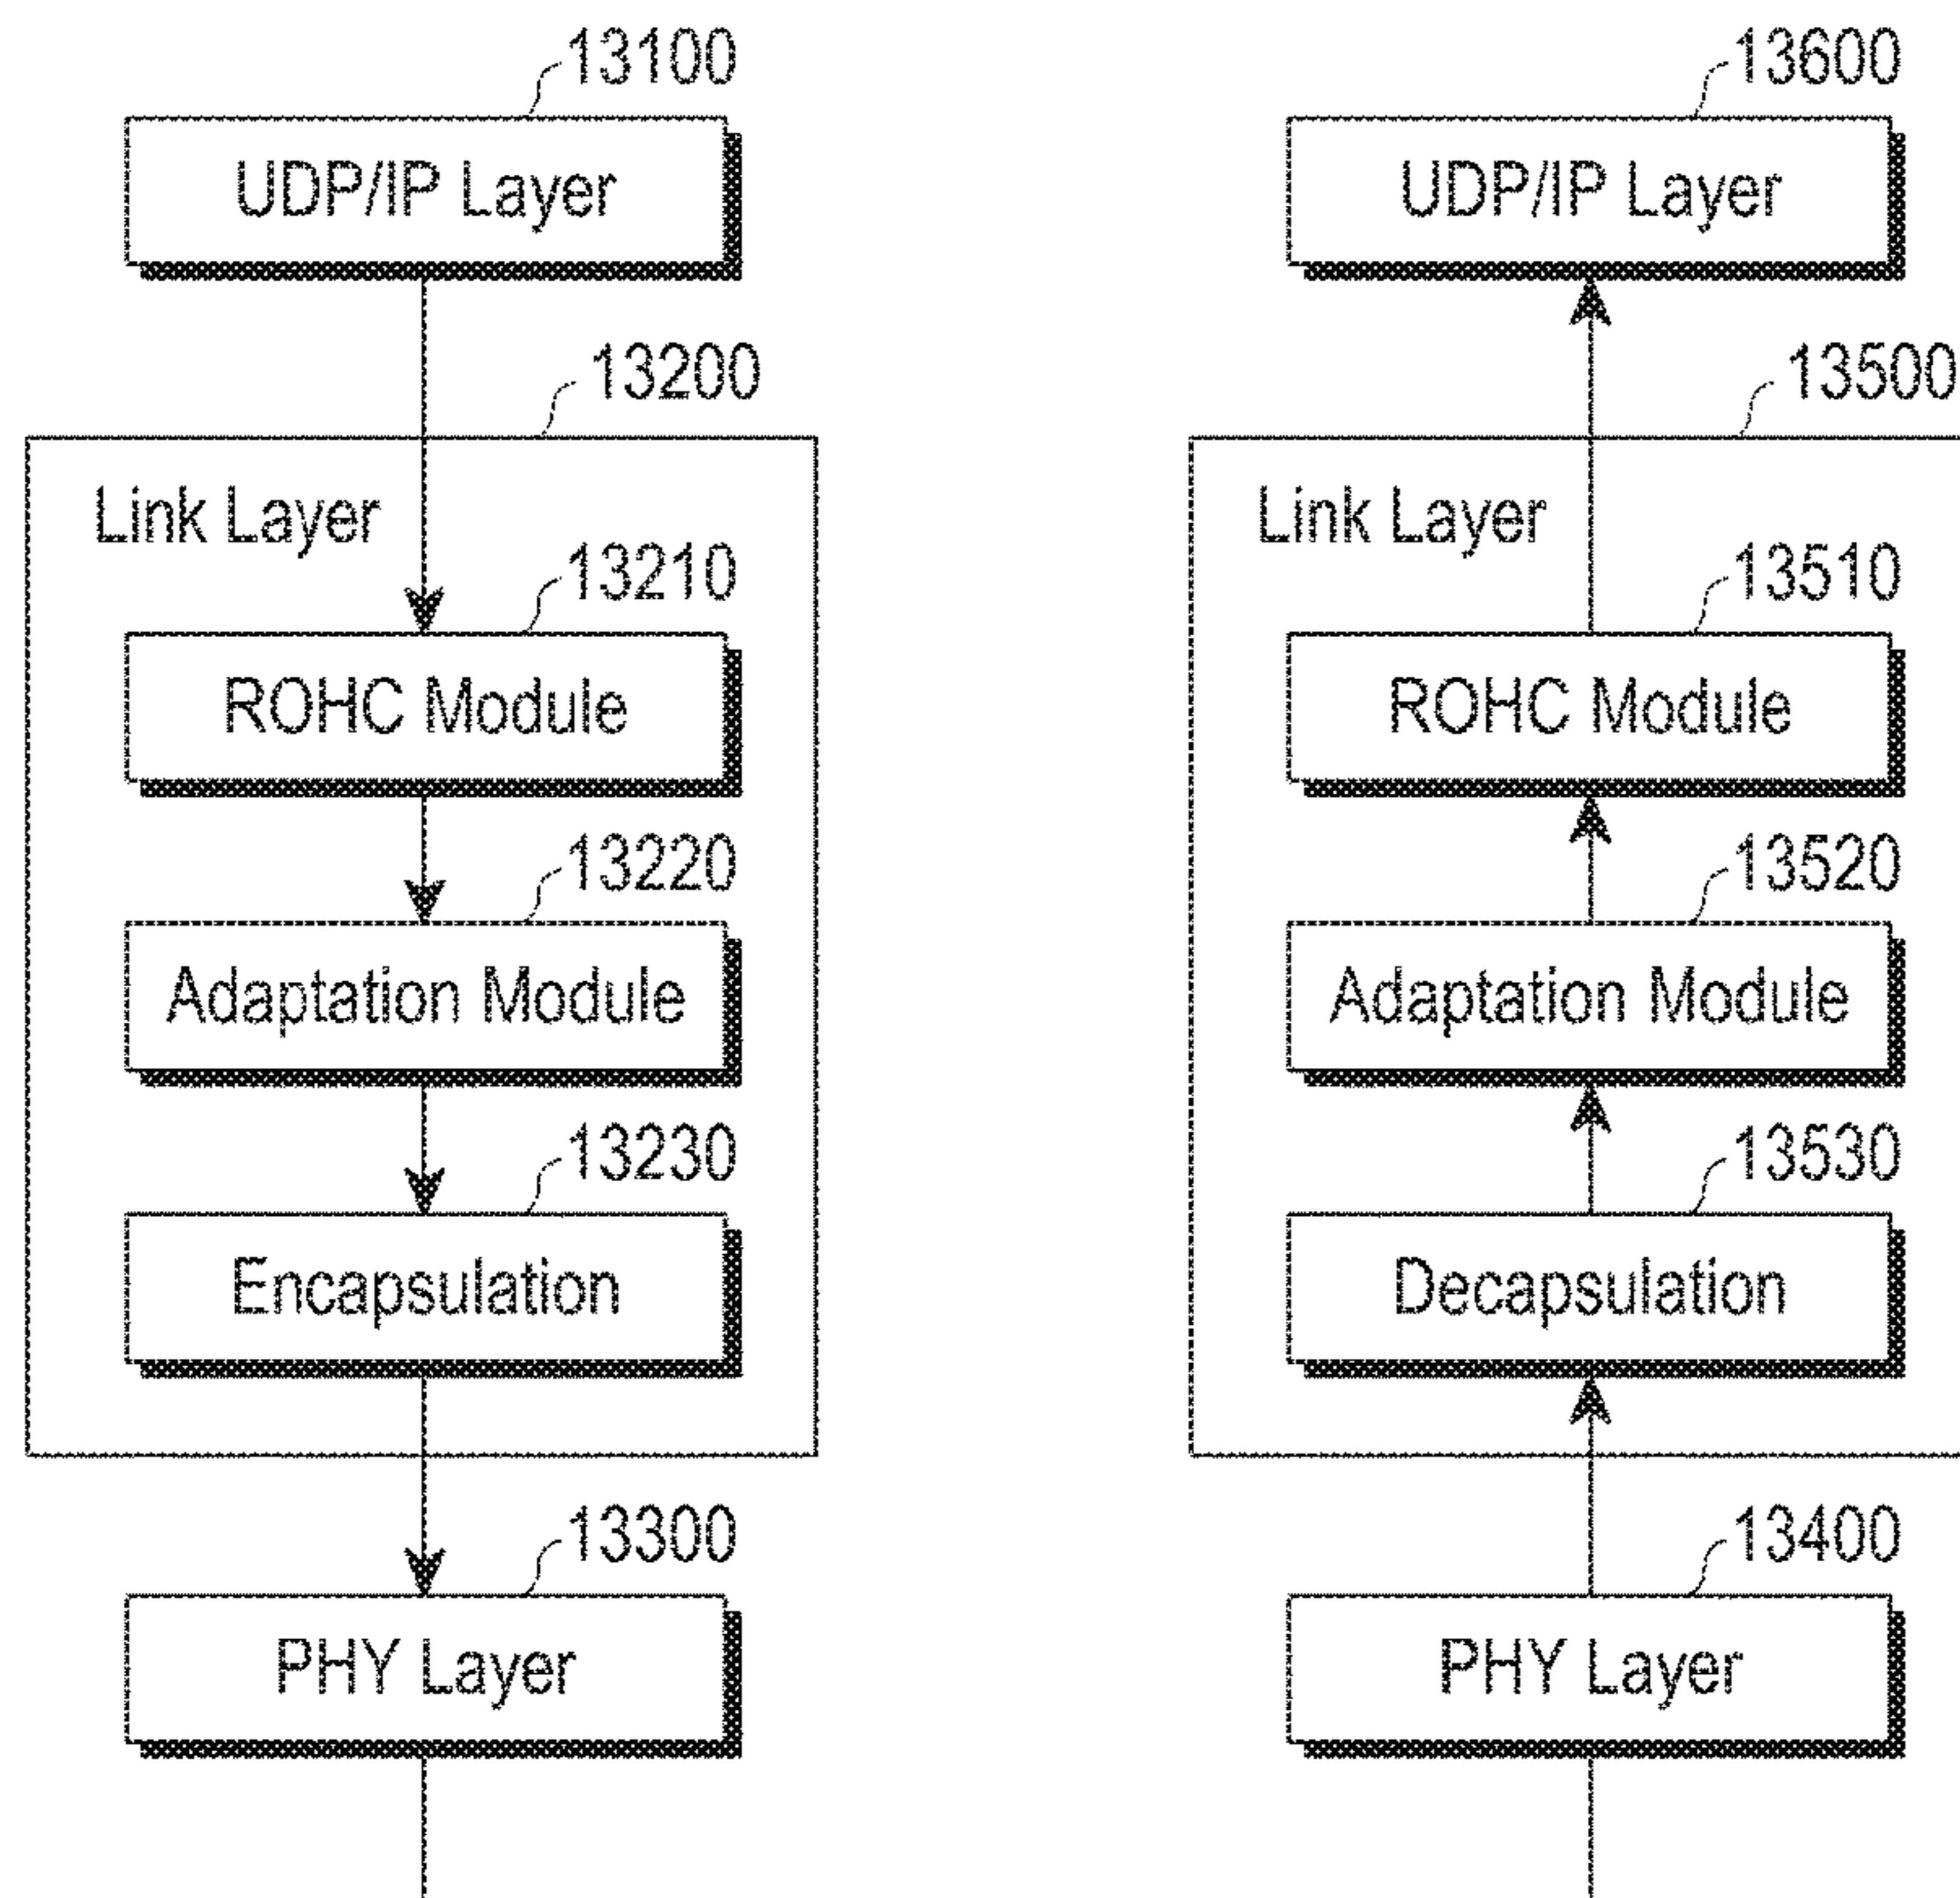 13100
UDP/IP Layer
13200
Link Layer
13210
ROHC Module
13220
Adaptation Module
13230
Encapsulation
13300
PHY Layer
13600
UDP/IP Layer
13500
Link Layer
13510
ROHC Module
13520
Adaptation Module
13530
Decapsulation
13400
PHY Layer